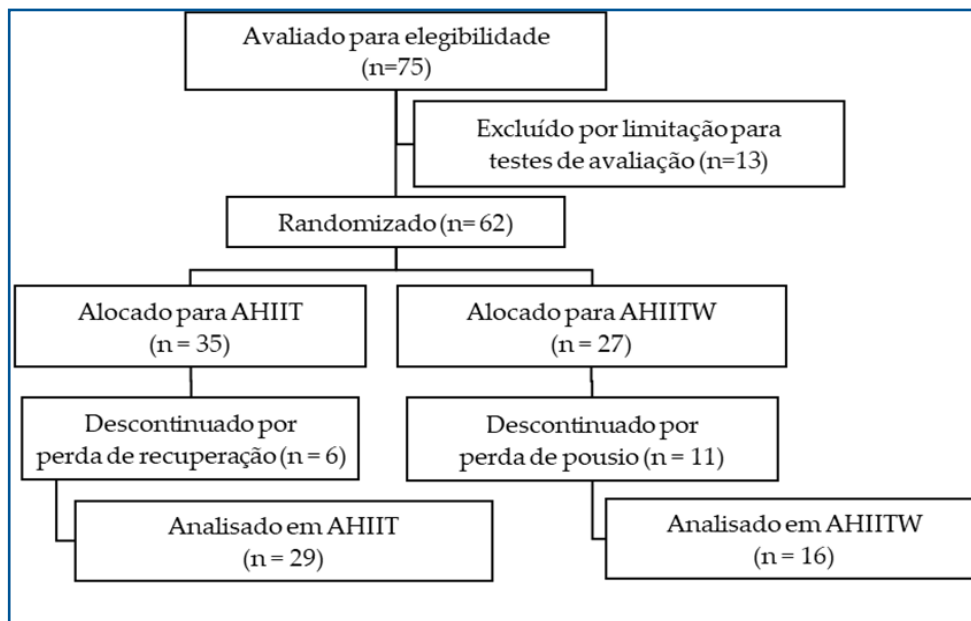 Avaliado para elegibilidade
(n=75)
Excluído por limitação para
testes de avaliação (n=13)
Randomizado (n= 62)
Alocado para AHIIT
(n = 35)
Alocado para AHIITW
(n = 27)
Descontinuado por
perda de recuperação (n = 6)
Descontinuado por
perda de pousio (n = 11)
Analisado em AHIIT
(n = 29)
Analisado em AHIITW
(n = 16)